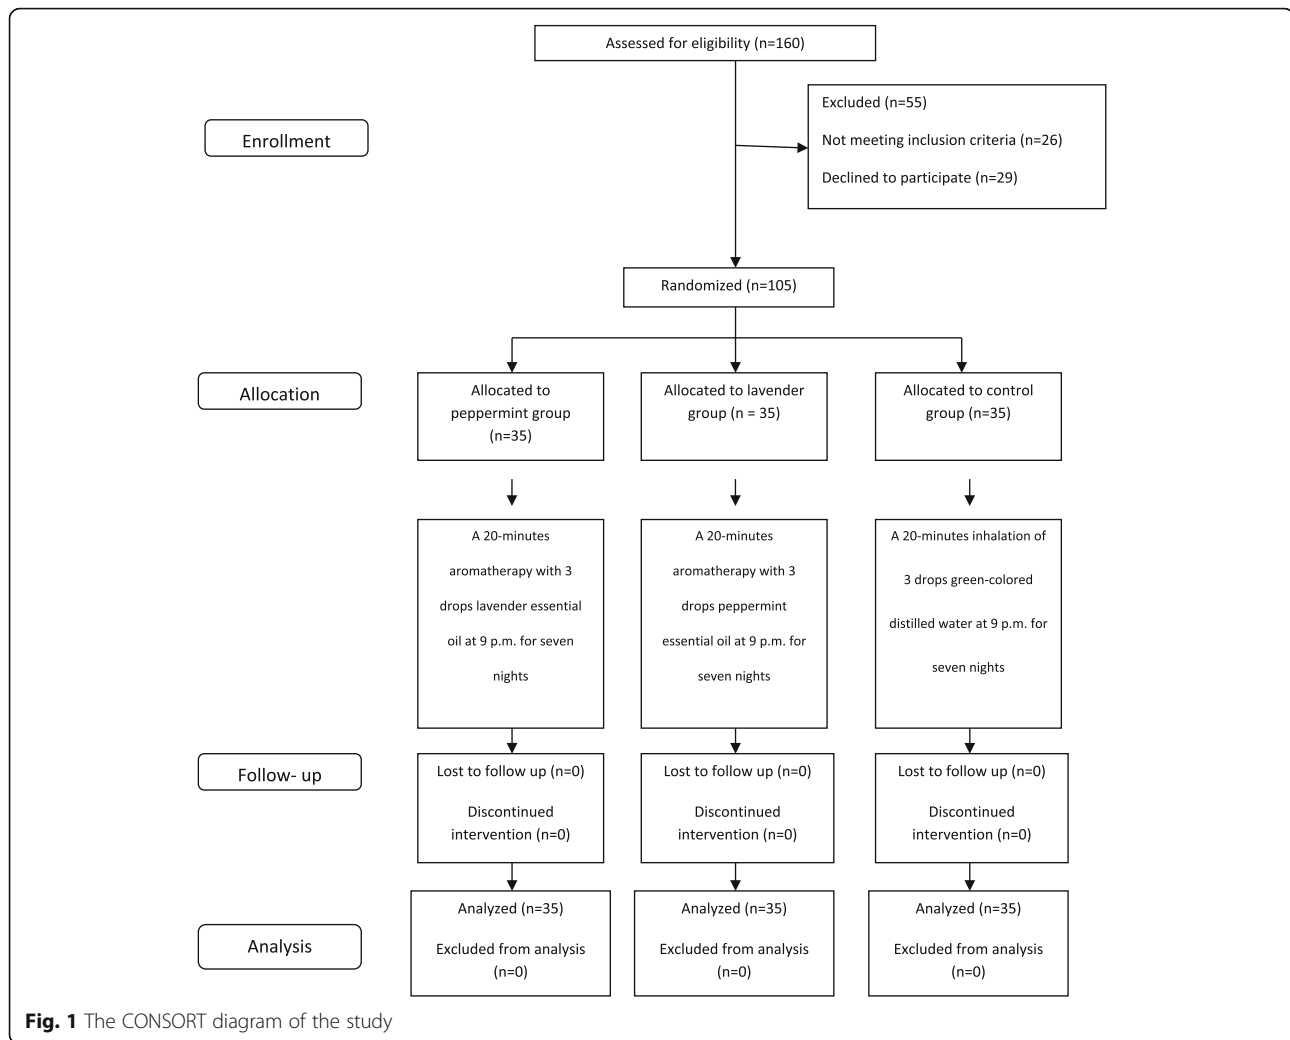 Assessed for eligibility (n=160)
Excluded (n=55)
Not meeting inclusion criteria (n=26)
Declined to participate (n=29)
Enrollment
Randomized (n=105)
Allocation
Allocated to
peppermint group
(n=35)
Allocated to lavender
group (n = 35)
Allocated to control
group (n=35)
A 20-minutes
aromatherapy with 3
drops lavender essential
oil at 9 p.m. for seven
nights
A 20-minutes
aromatherapy with 3
drops peppermint
essential oil at 9 p.m. for
seven nights
A 20-minutes inhalation of
3 drops green-colored
distilled water at 9 p.m. for
seven nights
Follow- up
Lost to follow up (n=0)
Discontinued
intervention (n=0)
Lost to follow up (n=0)
Discontinued
intervention (n=0)
Lost to follow up (n=0)
Discontinued
intervention (n=0)
Analysis
Analyzed (n=35)
Excluded from analysis
(n=0)
Analyzed (n=35)
Excluded from analysis
(n=0)
Analyzed (n=35)
Excluded from analysis
(n=0)
Fig. 1 The CONSORT diagram of the study